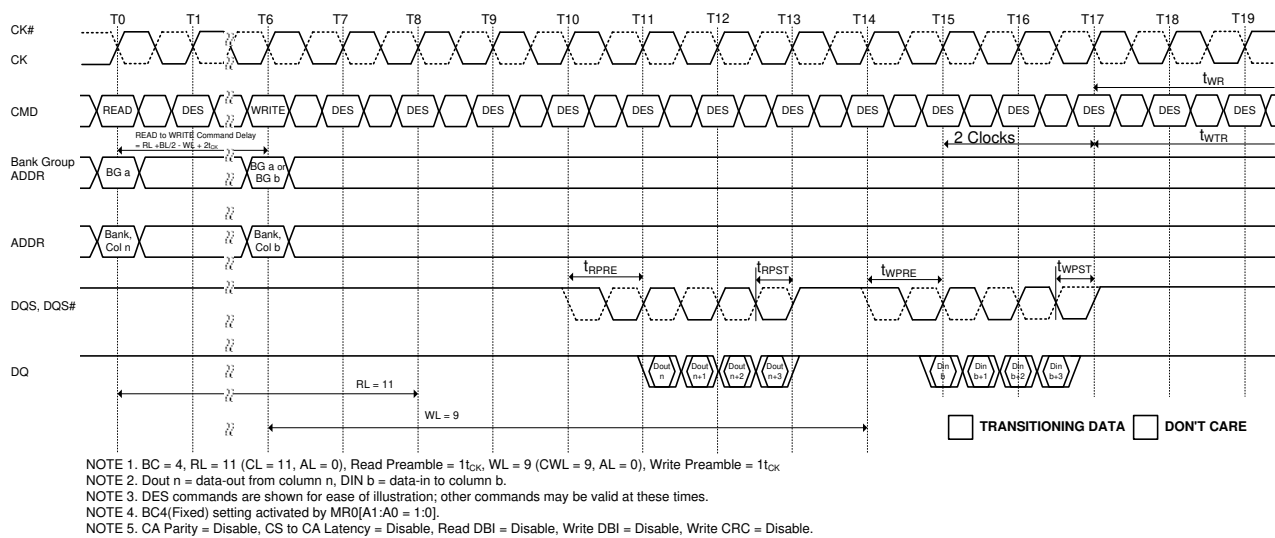 T0 T1 T6 T7 T8 T9 T10 T11 T12 T13 T14 T15 T16 T17 T18 T19
CK#
CK
tWR
CMD READ DES WRITE DES DES DES DES DES DES DES DES DES DES DES DES DES
READ to WRITE Command Delay
= RL +BL/2 - WL + 2tCK
2 Clocks
tWTR
Bank Group
ADDR
BG a
BG a or
BG b
ADDR
Bank,
Col n
Bank,
Col b
tRPRE tRPST tWPRE tWPST
DQS, DQS#
DQ
Dout
n
Dout
n+1
Dout
n+2
Dout
n+3
Din
b
Din
b+1
Din
b+2
Din
b+3
RL = 11
WL = 9
TRANSITIONING DATA DON'T CARE
NOTE 1. BC = 4, RL = 11 (CL = 11, AL = 0), Read Preamble = 1tCK, WL = 9 (CWL = 9, AL = 0), Write Preamble = 1tCK
NOTE 2. Dout n = data-out from column n, DIN b = data-in to column b.
NOTE 3. DES commands are shown for ease of illustration; other commands may be valid at these times.
NOTE 4. BC4(Fixed) setting activated by MR0[A1:A0 = 1:0].
NOTE 5. CA Parity = Disable, CS to CA Latency = Disable, Read DBI = Disable, Write DBI = Disable, Write CRC = Disable.